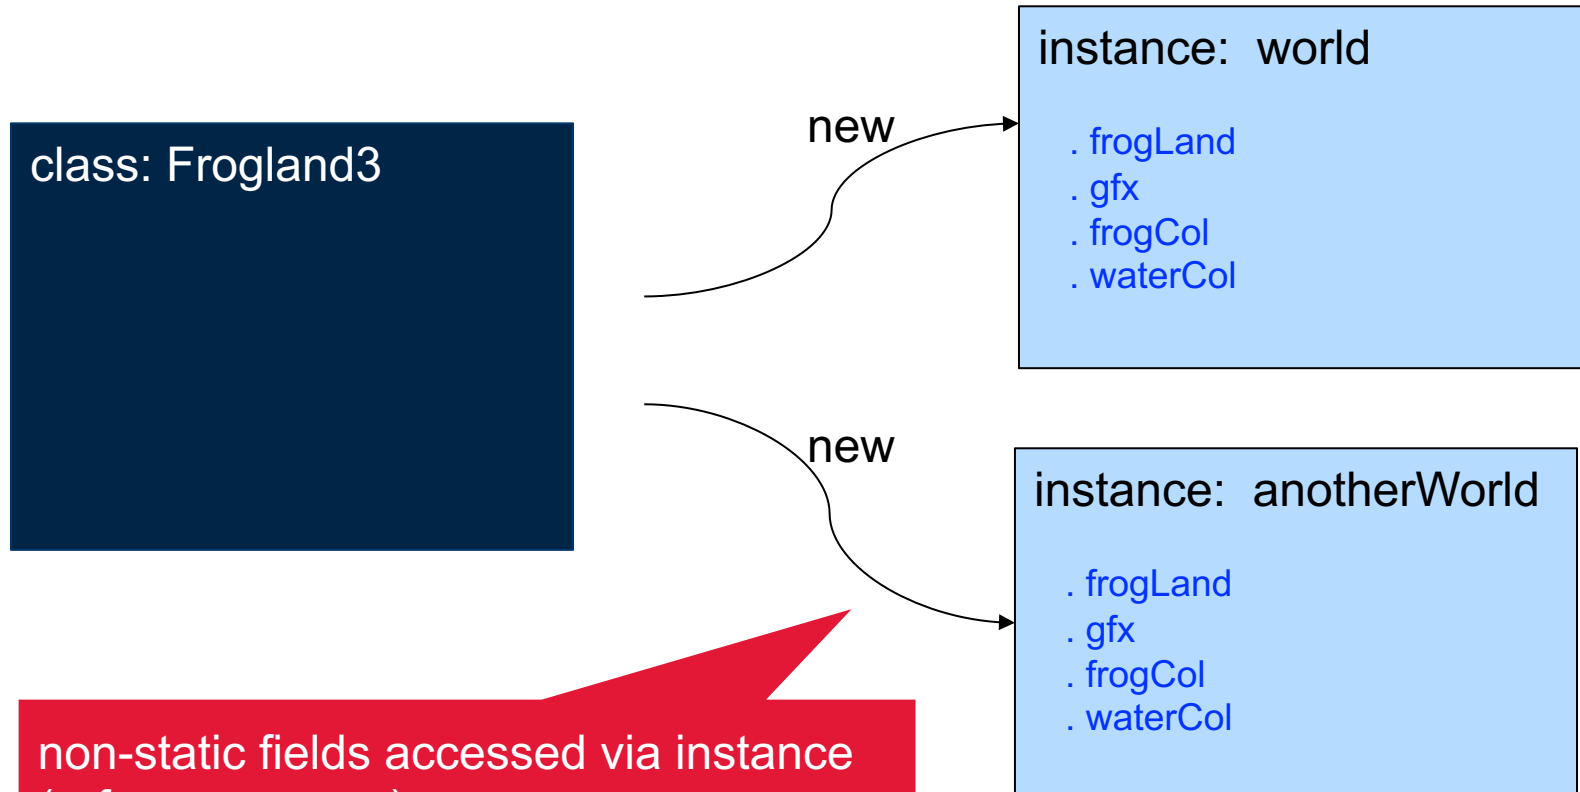 class: Frogland3
new
instance: world
. frogLand
. gfx
. frogCol
. waterCol
new
instance: anotherWorld
. frogLand
. gfx
. frogCol
. waterCol
non-static fields accessed via instance